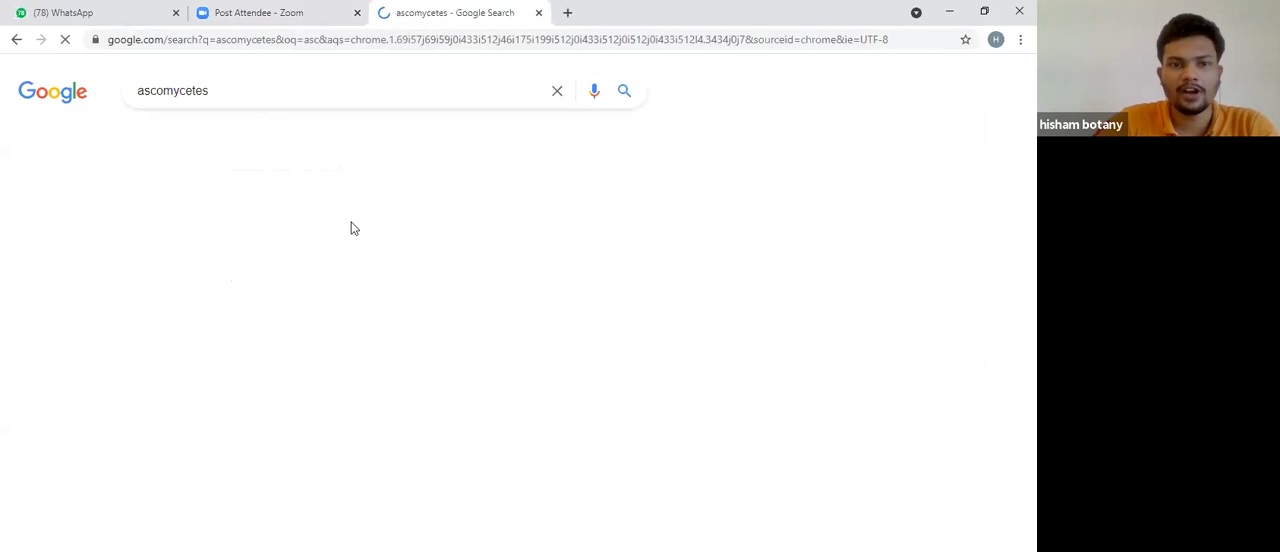 (78) WhatsApp
Post Attendee - Zoom
ascomycetes - Google Search
google.com/search?q=ascomycetes&oq=asc&aqs=chrome.1.69i57j69i59j0i433i512j46i175i199i512j0i433i512j0i512j0i433i512l4.3434j0j7&sourceid=chrome&ie=UTF-8
H
Google
ascomycetes
hisham botany